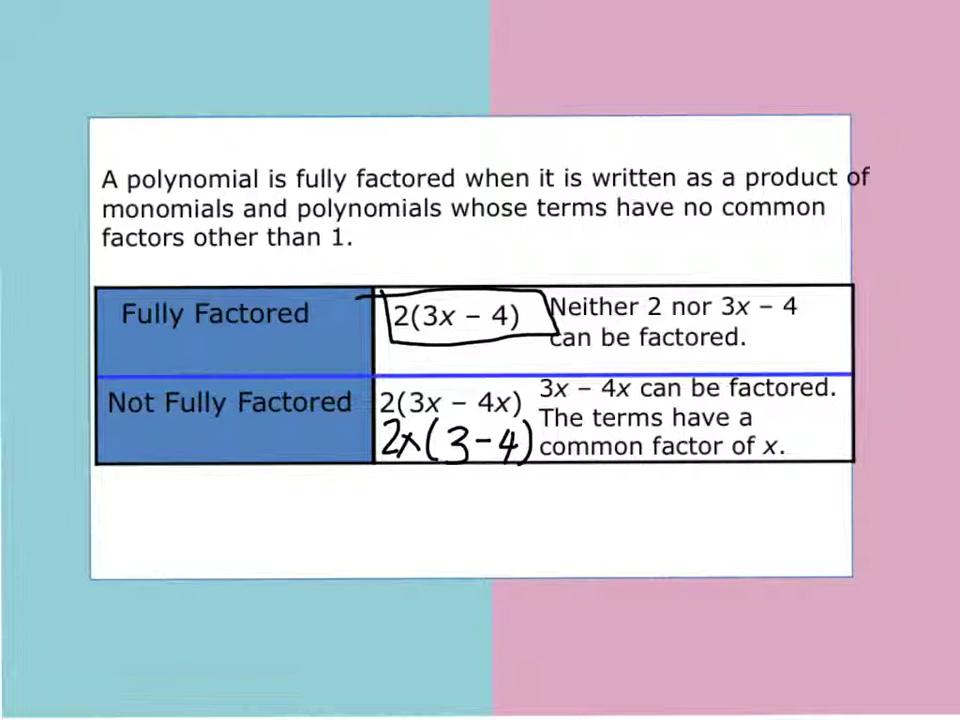 A polynomial is fully factored when it is written as a product of
monomials and polynomials whose terms have no common
factors other than 1.
Fully Factored
2(3x – 4)
Neither 2 nor 3x – 4
can be factored.
Not Fully Factored
2(3x – 4x)
2x(3-4)
3x – 4x can be factored.
The terms have a
common factor of x.